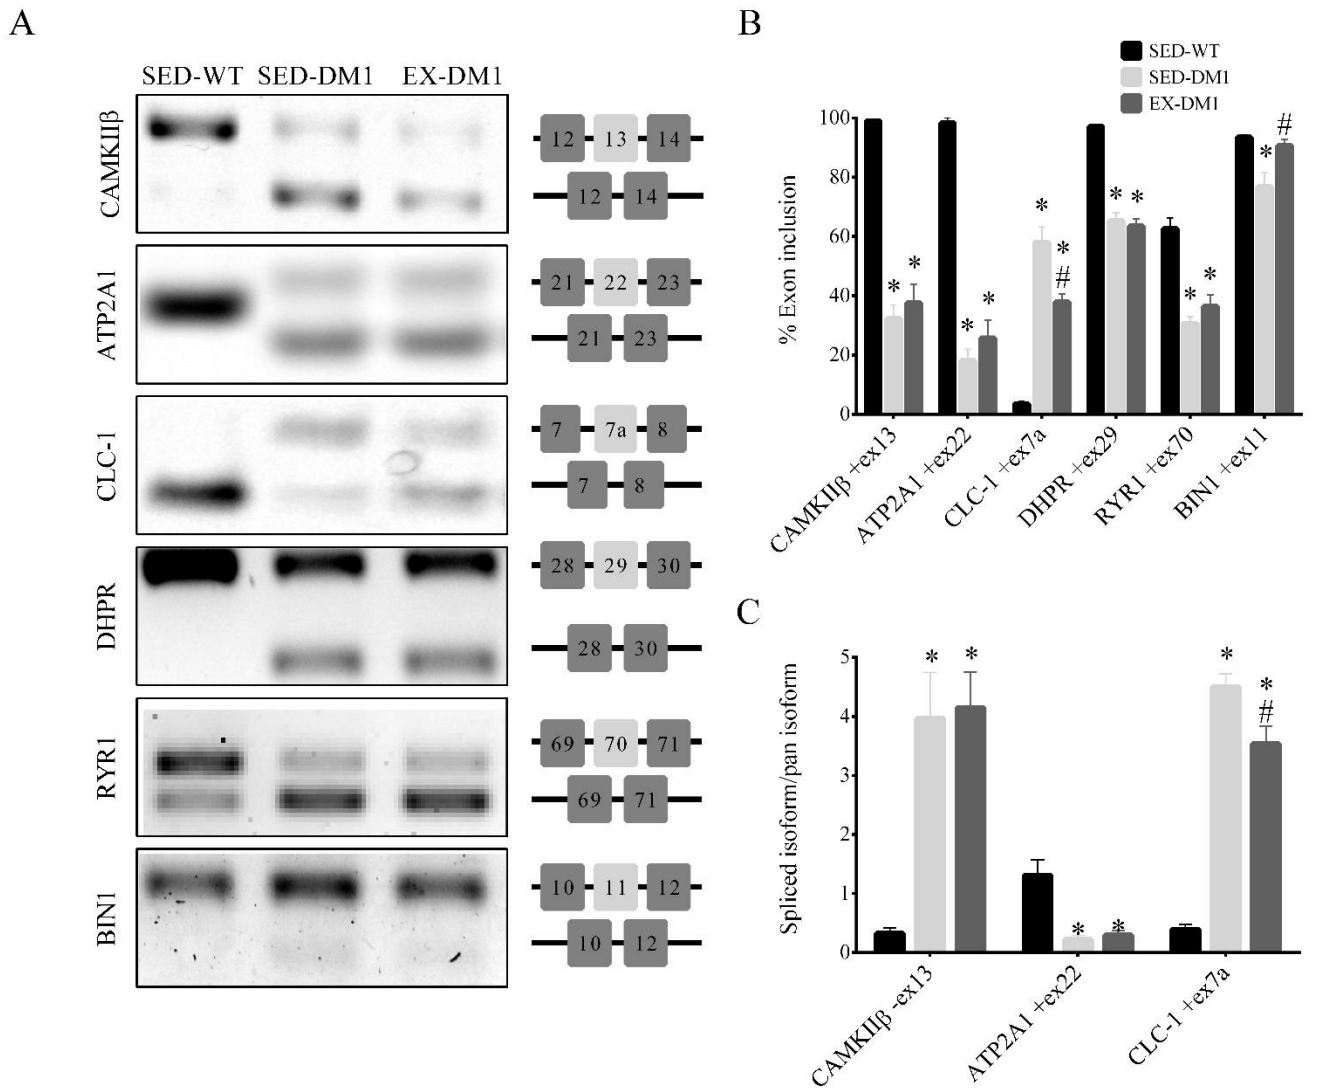 A
SED-WT SED-DM1 EX-DM1
CAMKIIβ
12 13 14
12 14
ATP2A1
21 22 23
21 23
CLC-1
7 7a 8
7 8
DHPR
28 29 30
28 30
RYR1
69 70 71
69 71
BIN1
10 11 12
10 12
B
SED-WT
SED-DM1
EX-DM1
% Exon inclusion
100
80
60
40
20
0
* * * * * * # * * * * * #
CAMKIIβ +ex13
ATP2A1 +ex22
CLC-1 +ex7a
DHPR +ex29
RYR1 +ex70
BIN1 +ex11
C
Spliced isoform/pan isoform
5
4
3
2
1
0
* * * * * * #
CAMKIIβ -ex13
ATP2A1 +ex22
CLC-1 +ex7a